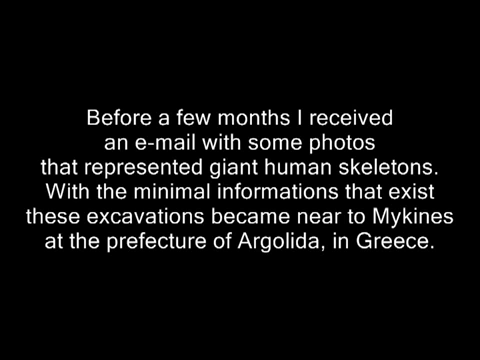 Before a few months I received
an e-mail with some photos
that represented giant human skeletons.
With the minimal informations that exist
these excavations became near to Mykines
at the prefecture of Argolida, in Greece.